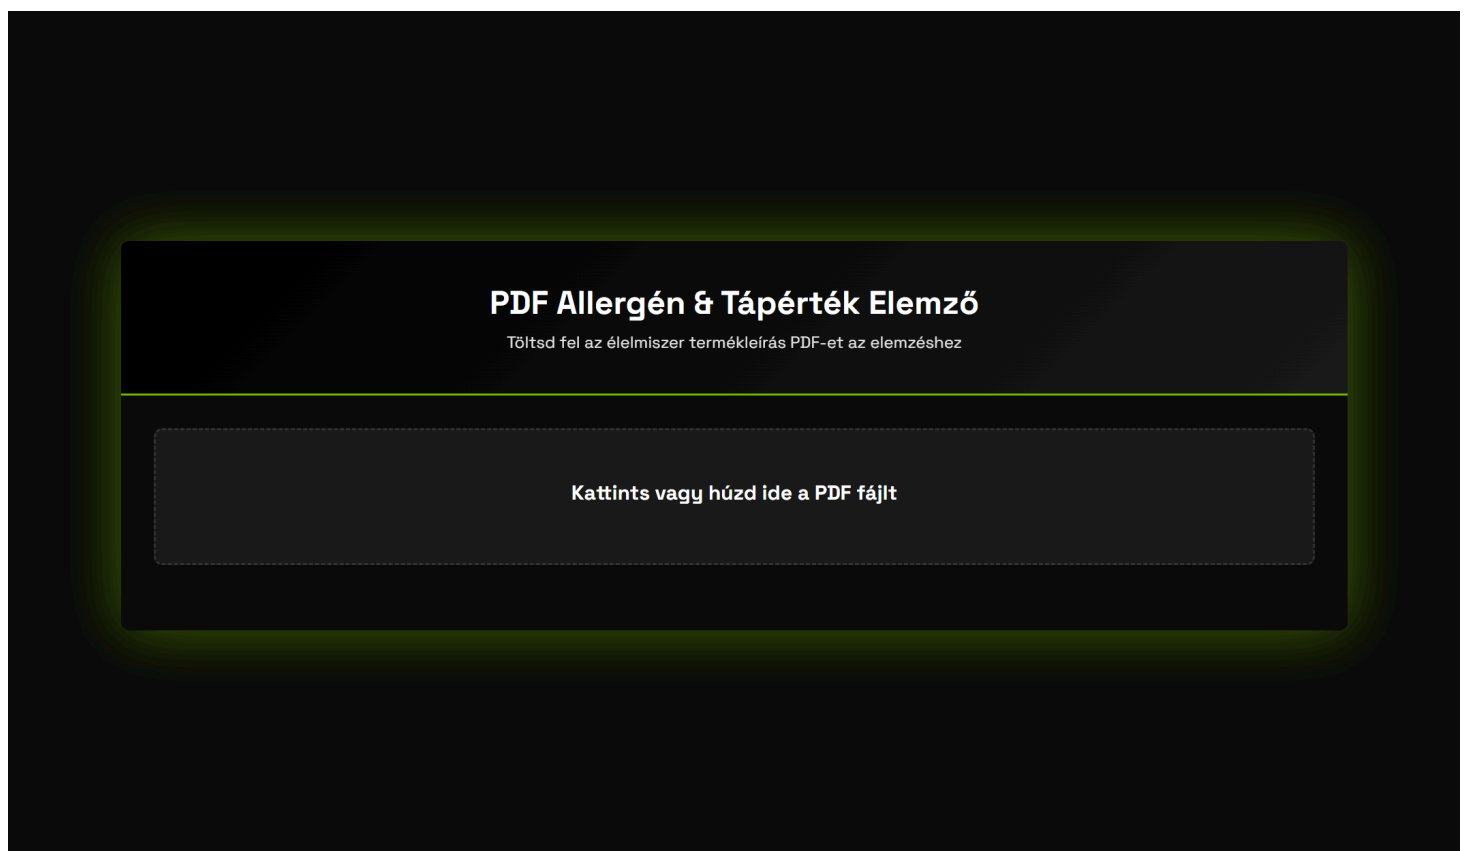 PDF Allergén & Tápérték Elemző
Töltsd fel az élelmiszer termékleírás PDF-et az elemzéshez
Kattints vagy húzd ide a PDF fájlt